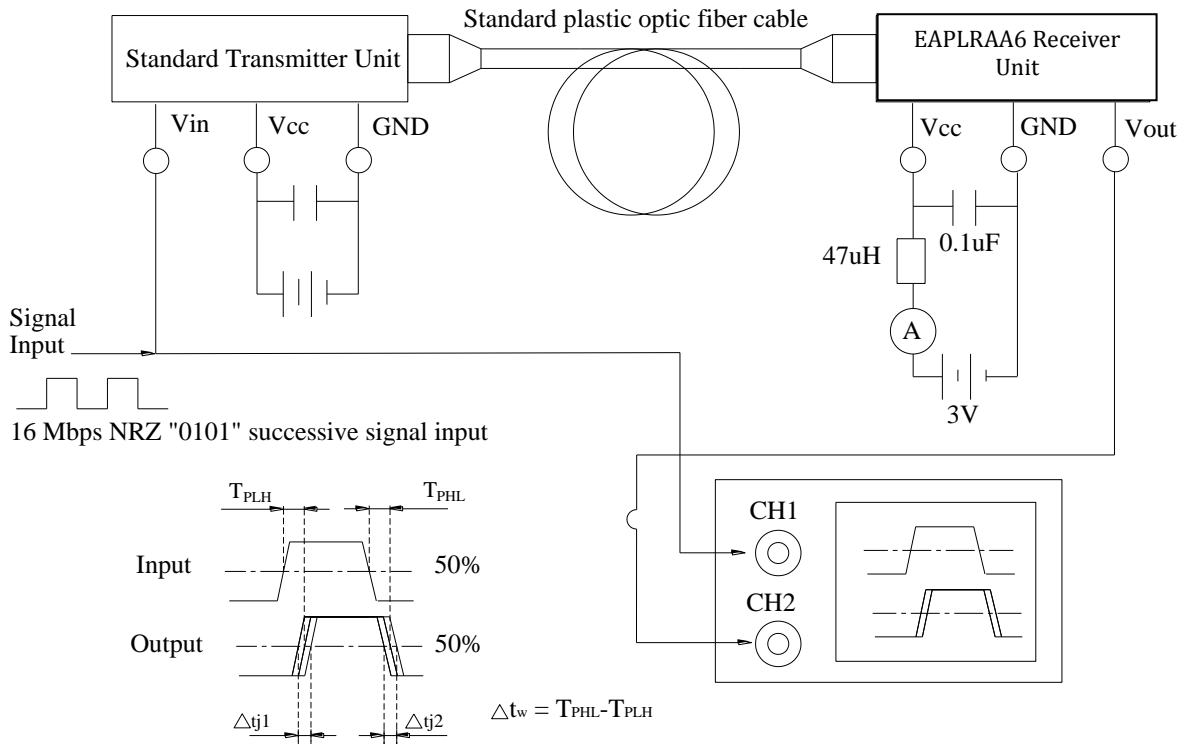 Standard plastic optic fiber cable
Standard Transmitter Unit
EAPLRAA6 Receiver
Unit
Vin
Vcc
GND
Vcc
GND
Vout
47uH
0.1uF
A
3V
Signal
Input
16 Mbps NRZ "0101" successive signal input
TPLH
TPHL
Input
50%
Output
50%
△tj1
△tj2
△tw = TPHL-TPLH
CH1
CH2